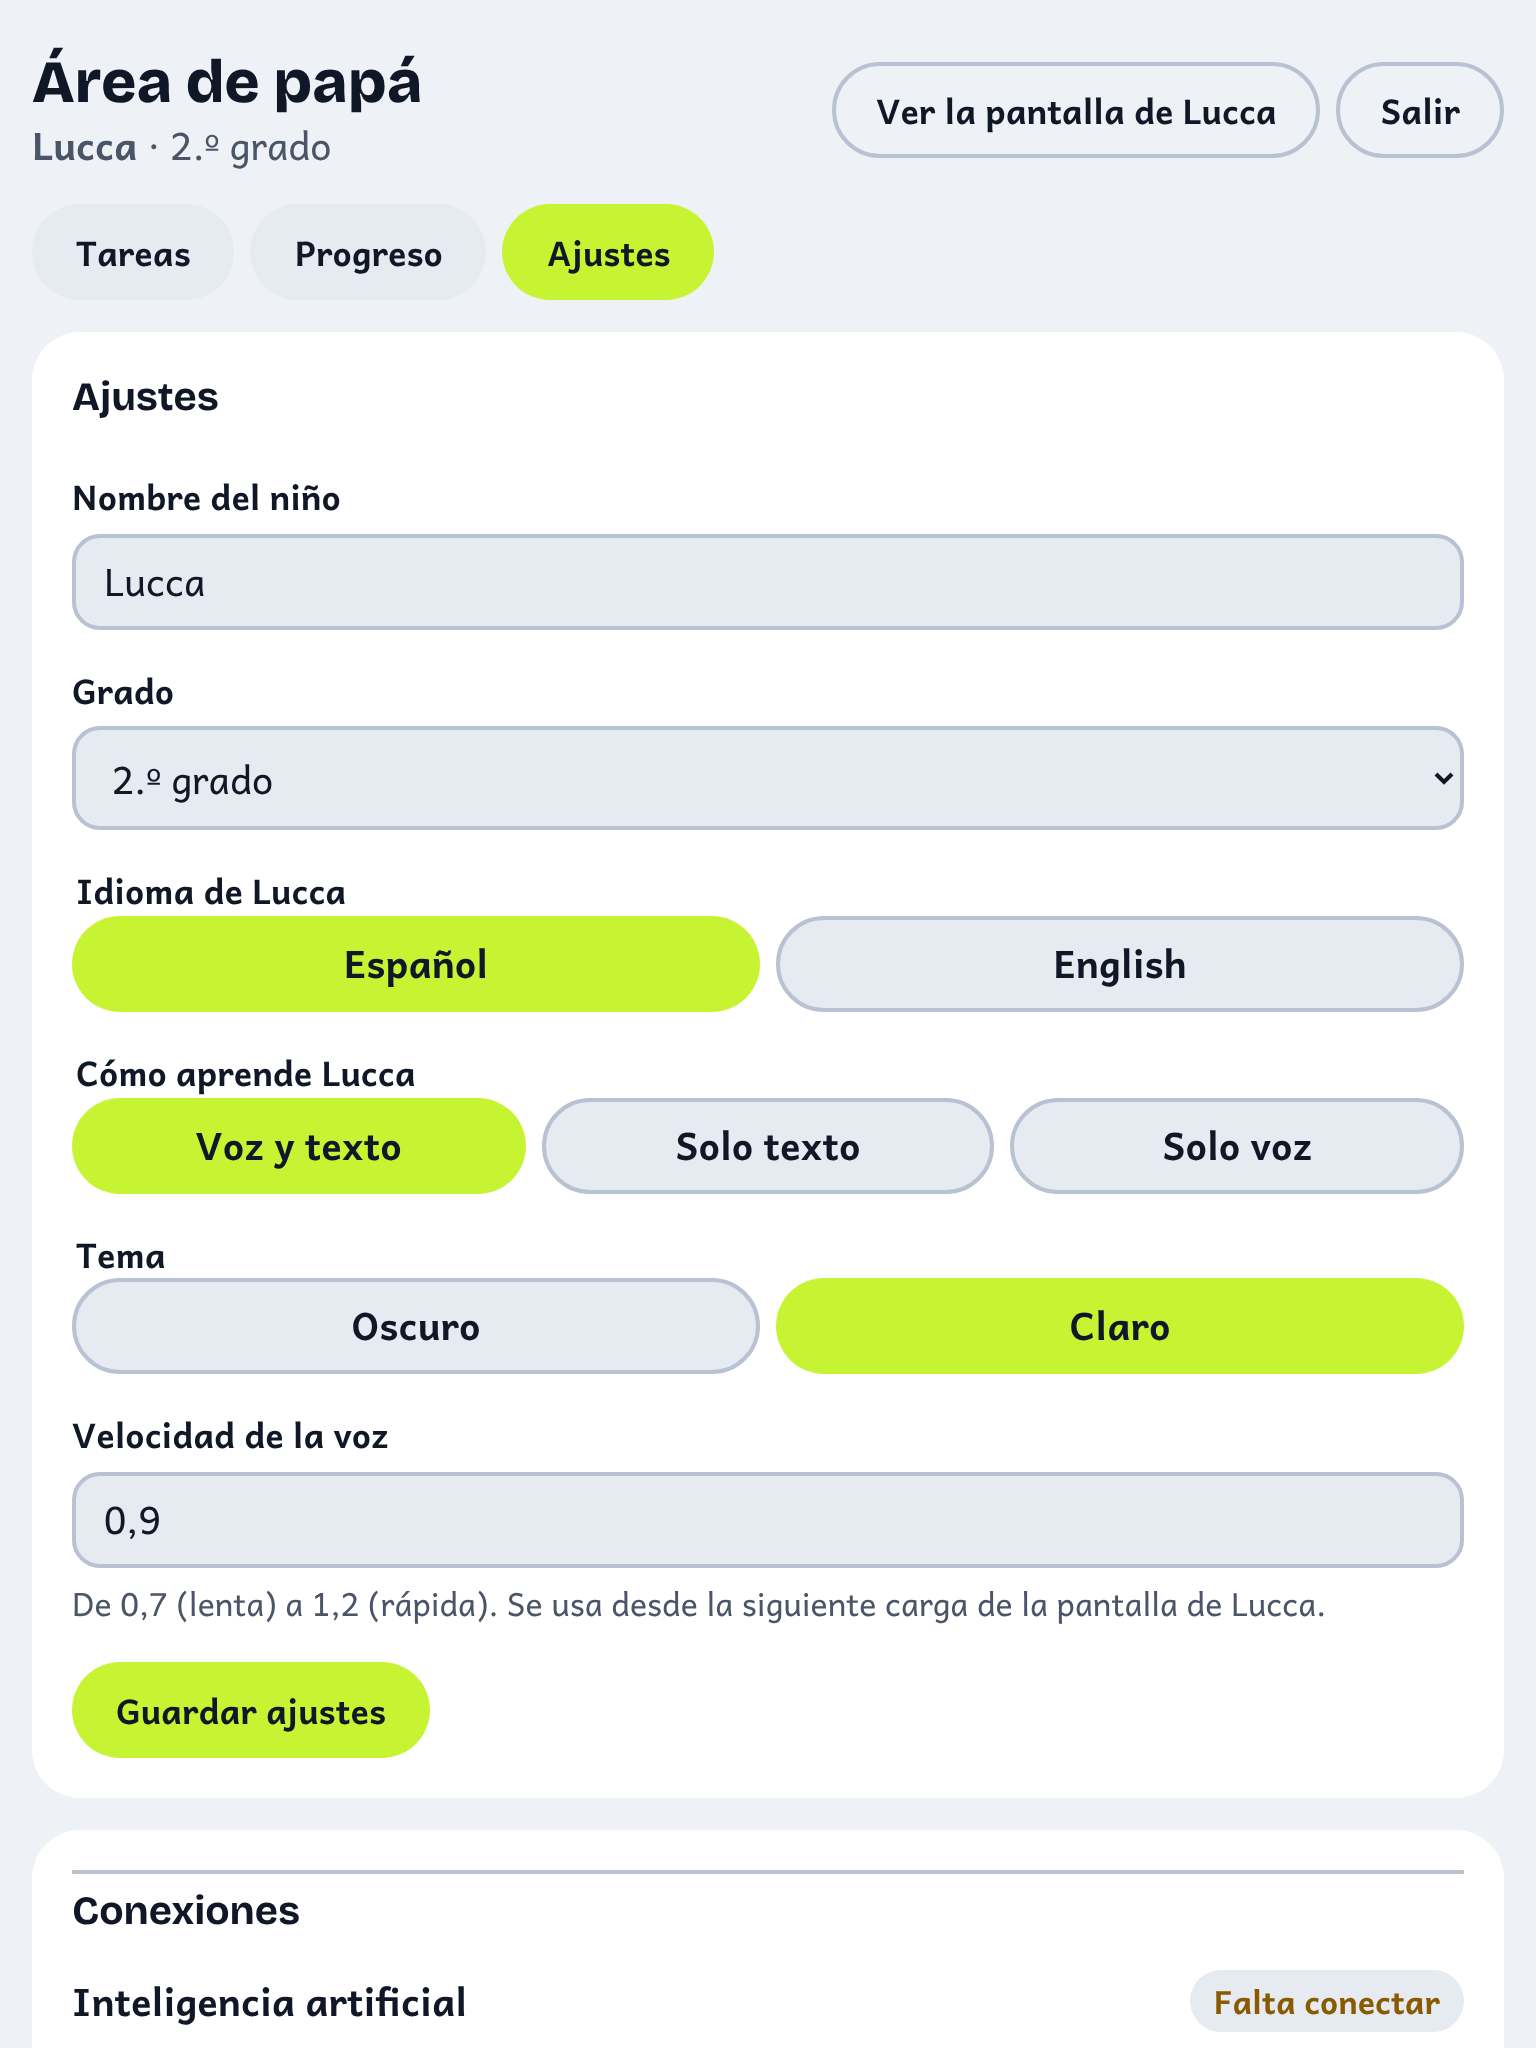 Área de papá
Lucca · 2.º grado
Ver la pantalla de Lucca
Salir
Tareas
Progreso
Ajustes
Ajustes
Nombre del niño
Lucca
Grado
2.º grado
Idioma de Lucca
Español
English
Cómo aprende Lucca
Voz y texto
Solo texto
Solo voz
Tema
Oscuro
Claro
Velocidad de la voz
0,9
De 0,7 (lenta) a 1,2 (rápida). Se usa desde la siguiente carga de la pantalla de Lucca.
Guardar ajustes
Conexiones
Inteligencia artificial
Falta conectar